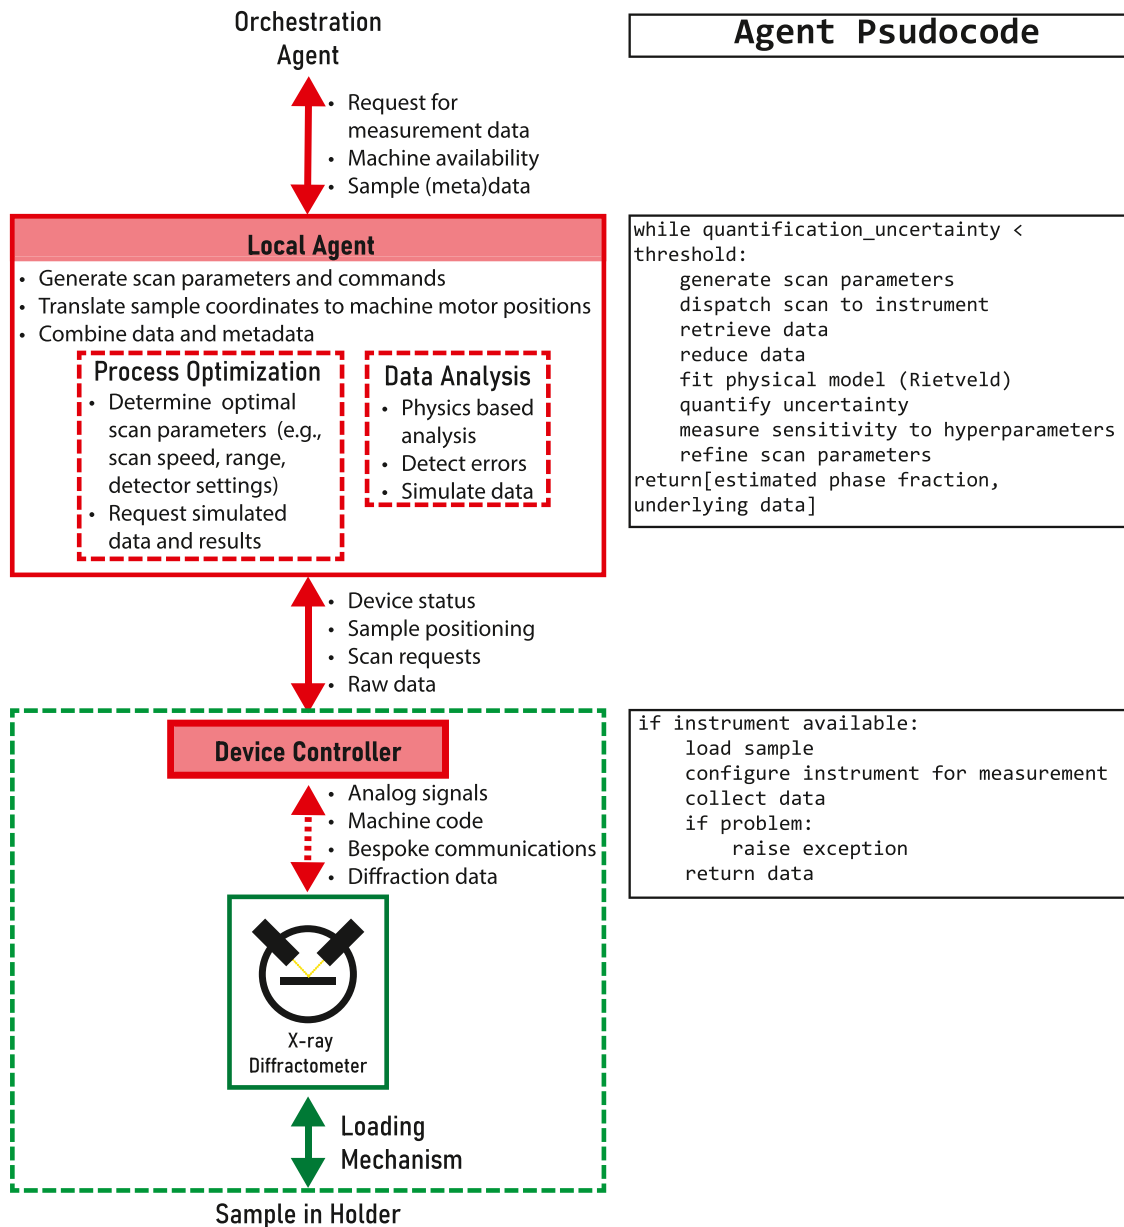 Orchestration
Agent
Agent Psudocode
• Request for
measurement data
• Machine availability
• Sample (meta)data
Local Agent
• Generate scan parameters and commands
• Translate sample coordinates to machine motor positions
• Combine data and metadata
Process Optimization
• Determine optimal
scan parameters (e.g.,
scan speed, range,
detector settings)
• Request simulated
data and results
Data Analysis
• Physics based
analysis
• Detect errors
• Simulate data
while quantification_uncertainty <
threshold:
generate scan parameters
dispatch scan to instrument
retrieve data
reduce data
fit physical model (Rietveld)
quantify uncertainty
measure sensitivity to hyperparameters
refine scan parameters
return[estimated phase fraction,
underlying data]
• Device status
• Sample positioning
• Scan requests
• Raw data
Device Controller
• Analog signals
• Machine code
• Bespoke communications
• Diffraction data
if instrument available:
load sample
configure instrument for measurement
collect data
if problem:
raise exception
return data
X-ray
Diffractometer
Loading
Mechanism
Sample in Holder